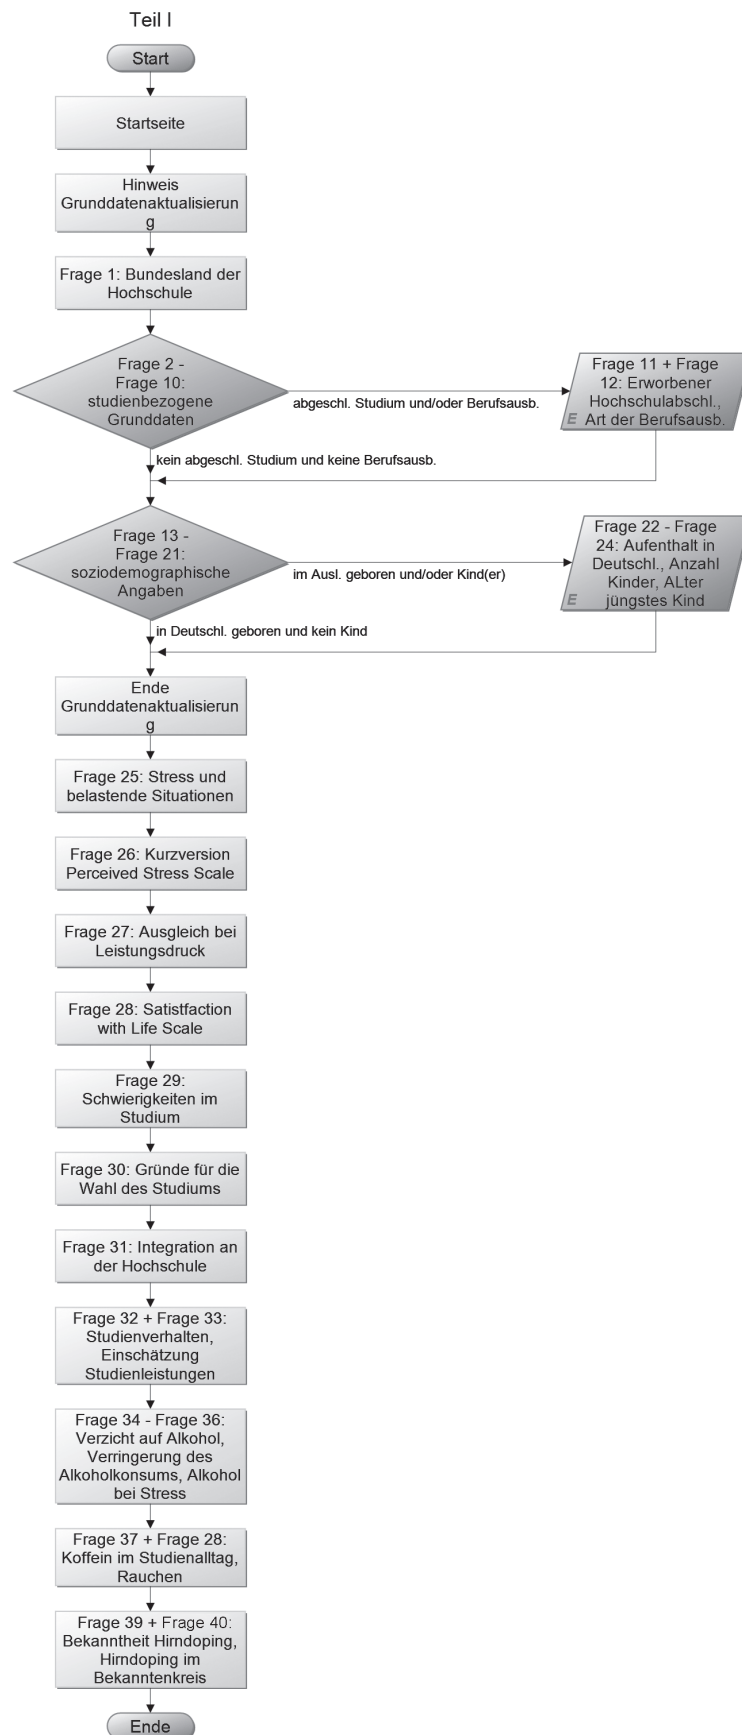 Teil I
Start
Startseite
Hinweis
Grunddatenaktualisierun
g
Frage 1: Bundesland der
Hochschule
Frage 2 -
Frage 10:
studienbezogene
Grunddaten
abgeschl. Studium und/oder Berufsausb.
Frage 11 + Frage
12: Erworbener
Hochschulabschl.,
Art der Berufsausb.
E
kein abgeschl. Studium und keine Berufsausb.
Frage 13 -
Frage 21:
soziodemographische
Angaben
im Ausl. geboren und/oder Kind(er)
Frage 22 - Frage
24: Aufenthalt in
Deutschl., Anzahl
Kinder, ALter
jüngstes Kind
E
in Deutschl. geboren und kein Kind
Ende
Grunddatenaktualisierun
g
Frage 25: Stress und
belastende Situationen
Frage 26: Kurzversion
Perceived Stress Scale
Frage 27: Ausgleich bei
Leistungsdruck
Frage 28: Satistfaction
with Life Scale
Frage 29:
Schwierigkeiten im
Studium
Frage 30: Gründe für die
Wahl des Studiums
Frage 31: Integration an
der Hochschule
Frage 32 + Frage 33:
Studienverhalten,
Einschätzung
Studienleistungen
Frage 34 - Frage 36:
Verzicht auf Alkohol,
Verringerung des
Alkoholkonsums, Alkohol
bei Stress
Frage 37 + Frage 28:
Koffein im Studienalltag,
Rauchen
Frage 39 + Frage 40:
Bekanntheit Hirndoping,
Hirndoping im
Bekanntenkreis
Ende